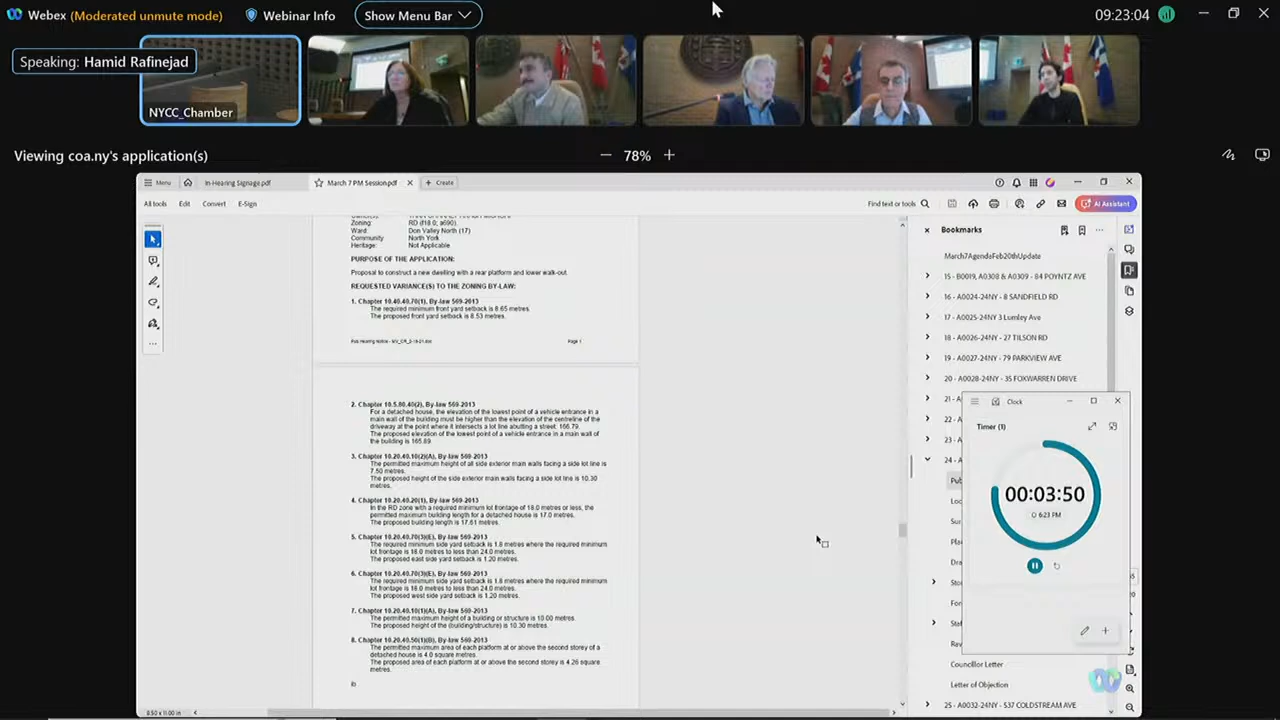 Webex (Moderated unmute mode) Webinar Info Show Menu Bar 09:23:04
Speaking: Hamid Rafinejad
NYCC_Chamber
Viewing coa.ny's application(s) 78%
Menu In-Hearing Signage.pdf March 7 PM Session.pdf Create
All tools Edit Convert E-Sign Find text or tools AI Assistant
Zoning: RD (f18.0; a690).
Ward: Don Valley North (17)
Community North York
Heritage: Not Applicable
PURPOSE OF THE APPLICATION:
Proposal to construct a new dwelling with a rear platform and lower walk-out.
REQUESTED VARIANCE(S) TO THE ZONING BY-LAW:
1. Chapter 10.40.40.70(1), By-law 569-2013
The required minimum front yard setback is 8.65 metres.
The proposed front yard setback is 8.53 metres.
Page 1
2. Chapter 10.5.80.40(2), By-law 569-2013
For a detached house, the elevation of the lowest point of a vehicle entrance in a
main wall of the building must be higher than the elevation of the centreline of the
driveway at the point where it intersects a lot line abutting a street: 166.79.
The proposed elevation of the lowest point of a vehicle entrance in a main wall of
the building is 165.89.
3. Chapter 10.20.40.10(2)(A), By-law 569-2013
The permitted maximum height of all side exterior main walls facing a side lot line is
7.50 metres.
The proposed height of the side exterior main walls facing a side lot line is 10.30
metres.
4. Chapter 10.20.40.20(1), By-law 569-2013
In the RD zone with a required minimum lot frontage of 18.0 metres or less, the
permitted maximum building length for a detached house is 17.0 metres.
The proposed building length is 17.61 metres.
5. Chapter 10.20.40.70(3)(E), By-law 569-2013
The required minimum side yard setback is 1.8 metres where the required minimum
lot frontage is 18.0 metres to less than 24.0 metres.
The proposed east side yard setback is 1.20 metres.
6. Chapter 10.20.40.70(3)(E), By-law 569-2013
The required minimum side yard setback is 1.8 metres where the required minimum
lot frontage is 18.0 metres to less than 24.0 metres.
The proposed west side yard setback is 1.20 metres.
7. Chapter 10.20.40.10(1)(A), By-law 569-2013
The permitted maximum height of a building or structure is 10.00 metres.
The proposed height of the (building/structure) is 10.30 metres.
8. Chapter 10.20.40.50(1)(B), By-law 569-2013
The permitted maximum area of each platform at or above the second storey of a
detached house is 4.0 square metres.
The proposed area of each platform at or above the second storey is 4.26 square
metres.
8.50 x 11.00 in
Bookmarks
March7AgendaFeb20thUpdate
15 - B0019, A0308 & A0309 - 84 POYNTZ AVE
16 - A0024-24NY - 8 SANDFIELD RD
17 - A0025-24NY 3 Lumley Ave
18 - A0026-24NY - 27 TILSON RD
19 - A0027-24NY - 79 PARKVIEW AVE
20 - A0028-24NY - 35 FOXWARREN DRIVE
21 - A
22 - A
23 -
24 - A
Clock
Timer (1)
00:03:50
6:23 PM
Councillor Letter
Letter of Objection
25 - A0032-24NY - 537 COLDSTREAM AVE